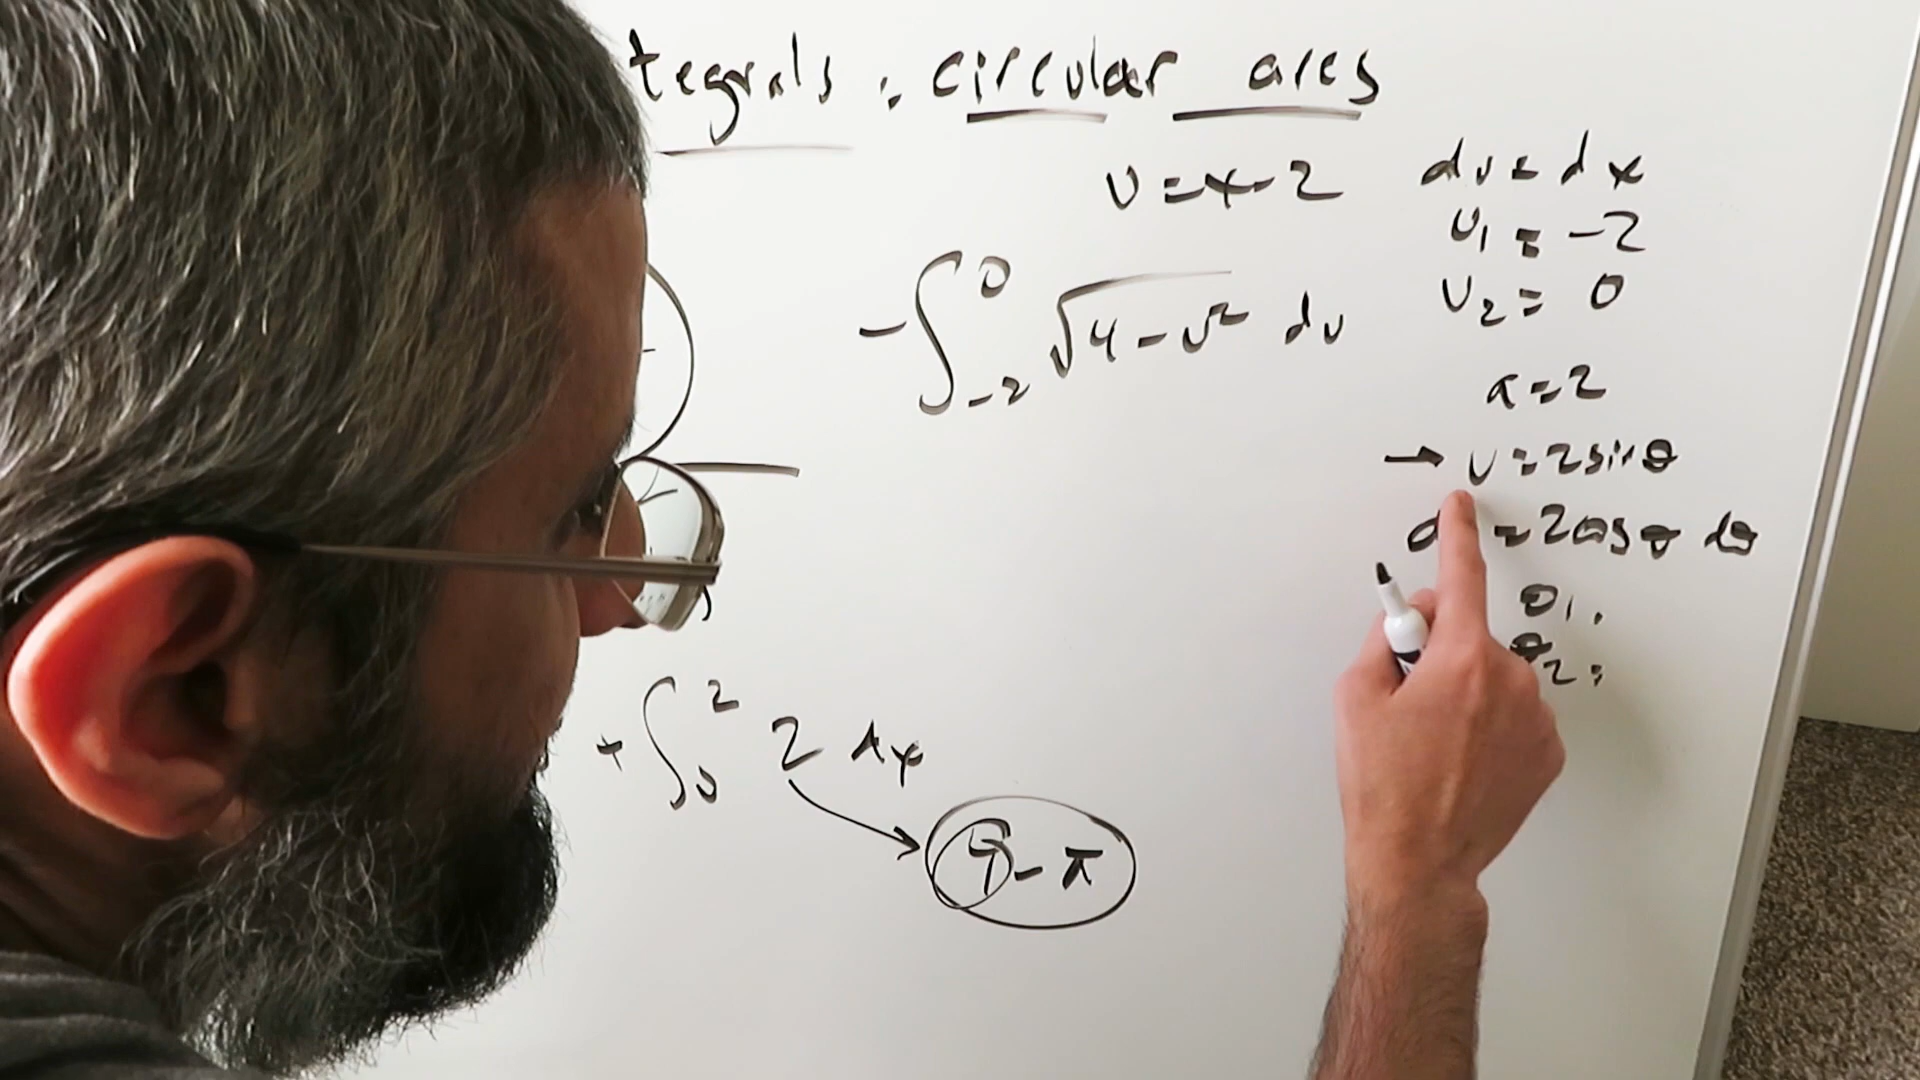 tegrals : circular arcs
u = x - 2
du = dx
u₁ = -2
u₂ = 0
-∫₋₂⁰ √4 - u² du
a = 2
→ u = 2sinθ
d = 2cosθ dθ
θ₁ :
θ₂ :
+ ∫₀² 2 dx
4 - π